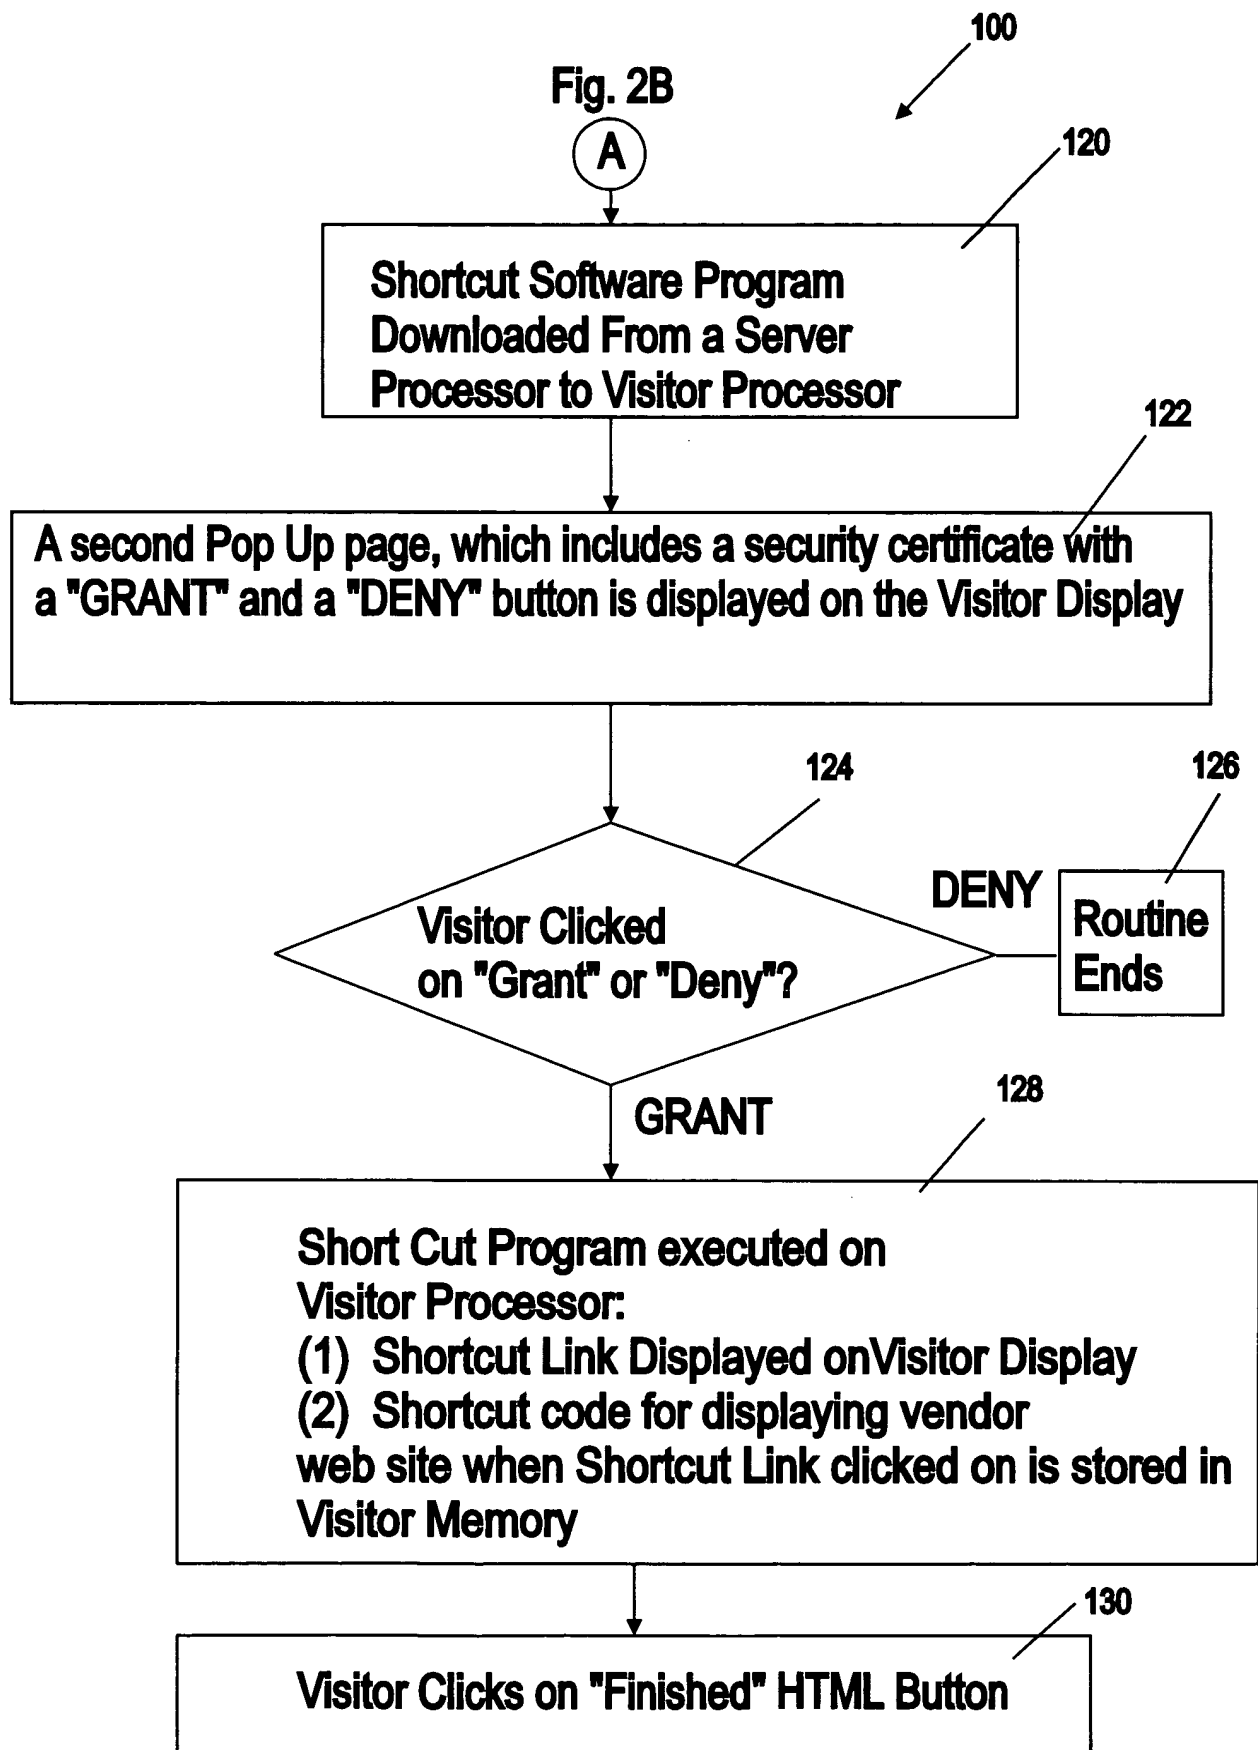 100
Fig. 2B
A
120
Shortcut Software Program
Downloaded From a Server
Processor to Visitor Processor
122
A second Pop Up page, which includes a security certificate with
a "GRANT" and a "DENY" button is displayed on the Visitor Display
124
126
DENY
Visitor Clicked
on "Grant" or "Deny"?
Routine
Ends
GRANT
128
Short Cut Program executed on
Visitor Processor:
(1) Shortcut Link Displayed onVisitor Display
(2) Shortcut code for displaying vendor
web site when Shortcut Link clicked on is stored in
Visitor Memory
130
Visitor Clicks on "Finished" HTML Button